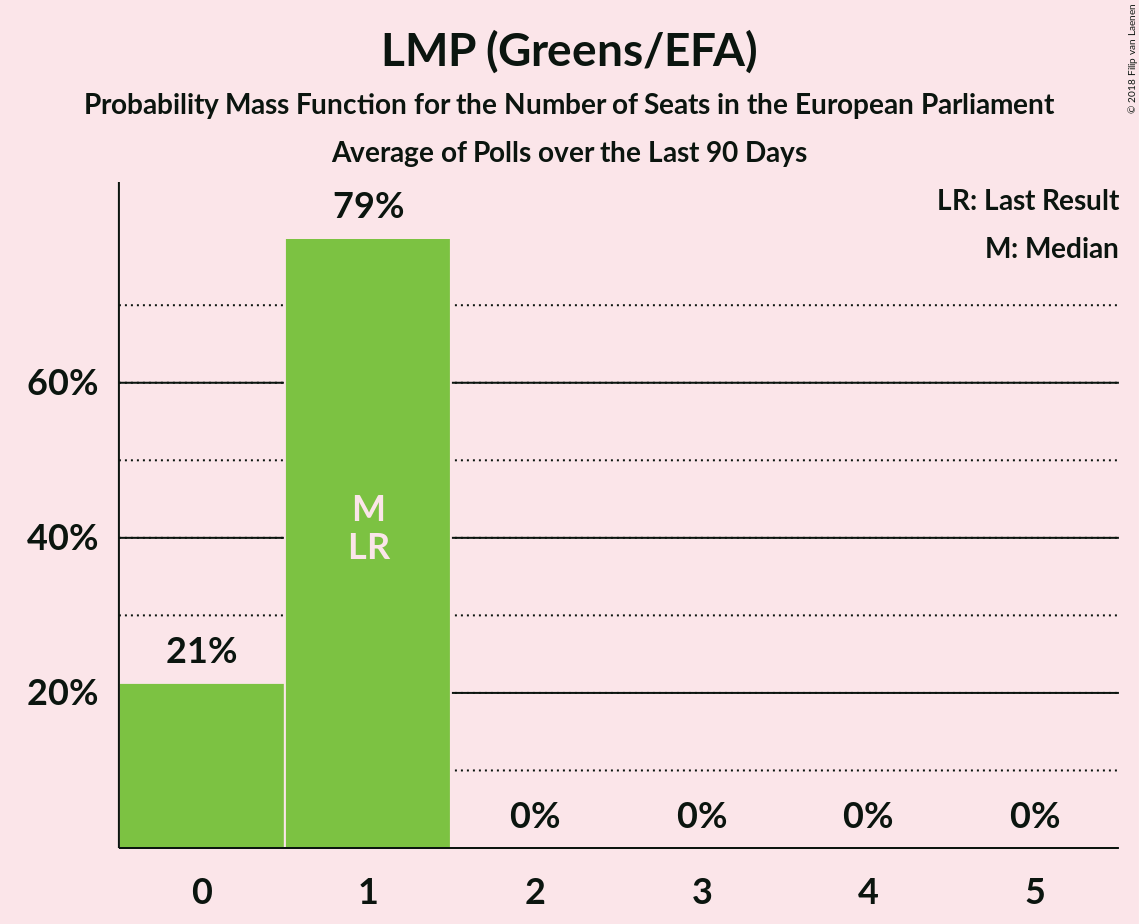 LMP (Greens/EFA)
Probability Mass Function for the Number of Seats in the European Parliament
Average of Polls over the Last 90 Days
© 2018 Filip van Laenen
LR: Last Result
M: Median
79%
60%
M
40%
LR
21%
20%
0% 0% 0% 0%
0 1 2 3 4 5